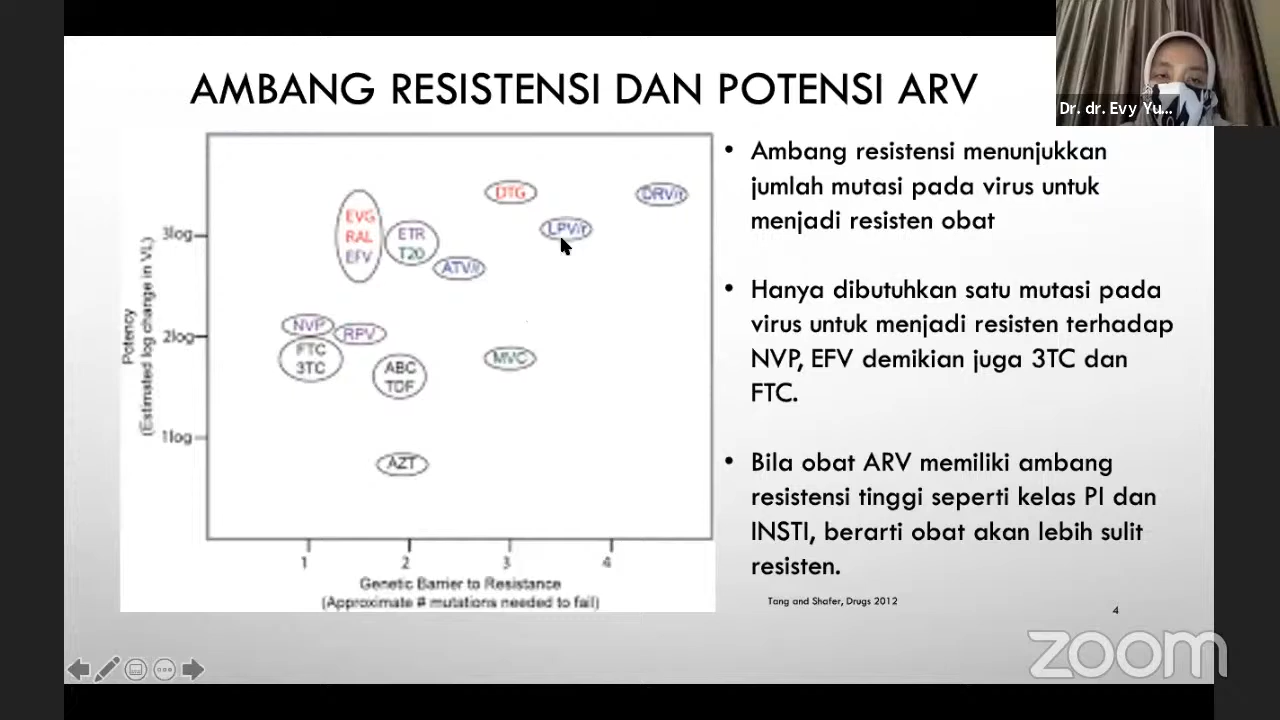 AMBANG RESISTENSI DAN POTENSI ARV
Dr. dr. Evy Yu...
Potency
(Estimated log change in VL)
3log
2log
1log
EVG
RAL
EFV
ETR
T20
ATV/r
DTG
LPV/r
DRV/r
NVP
RPV
FTC
3TC
ABC
TDF
MVC
AZT
1
2
3
4
Genetic Barrier to Resistance
(Approximate # mutations needed to fail)
• Ambang resistensi menunjukkan
jumlah mutasi pada virus untuk
menjadi resisten obat
• Hanya dibutuhkan satu mutasi pada
virus untuk menjadi resisten terhadap
NVP, EFV demikian juga 3TC dan
FTC.
• Bila obat ARV memiliki ambang
resistensi tinggi seperti kelas PI dan
INSTI, berarti obat akan lebih sulit
resisten.
Tang and Shafer, Drugs 2012
4
zoom